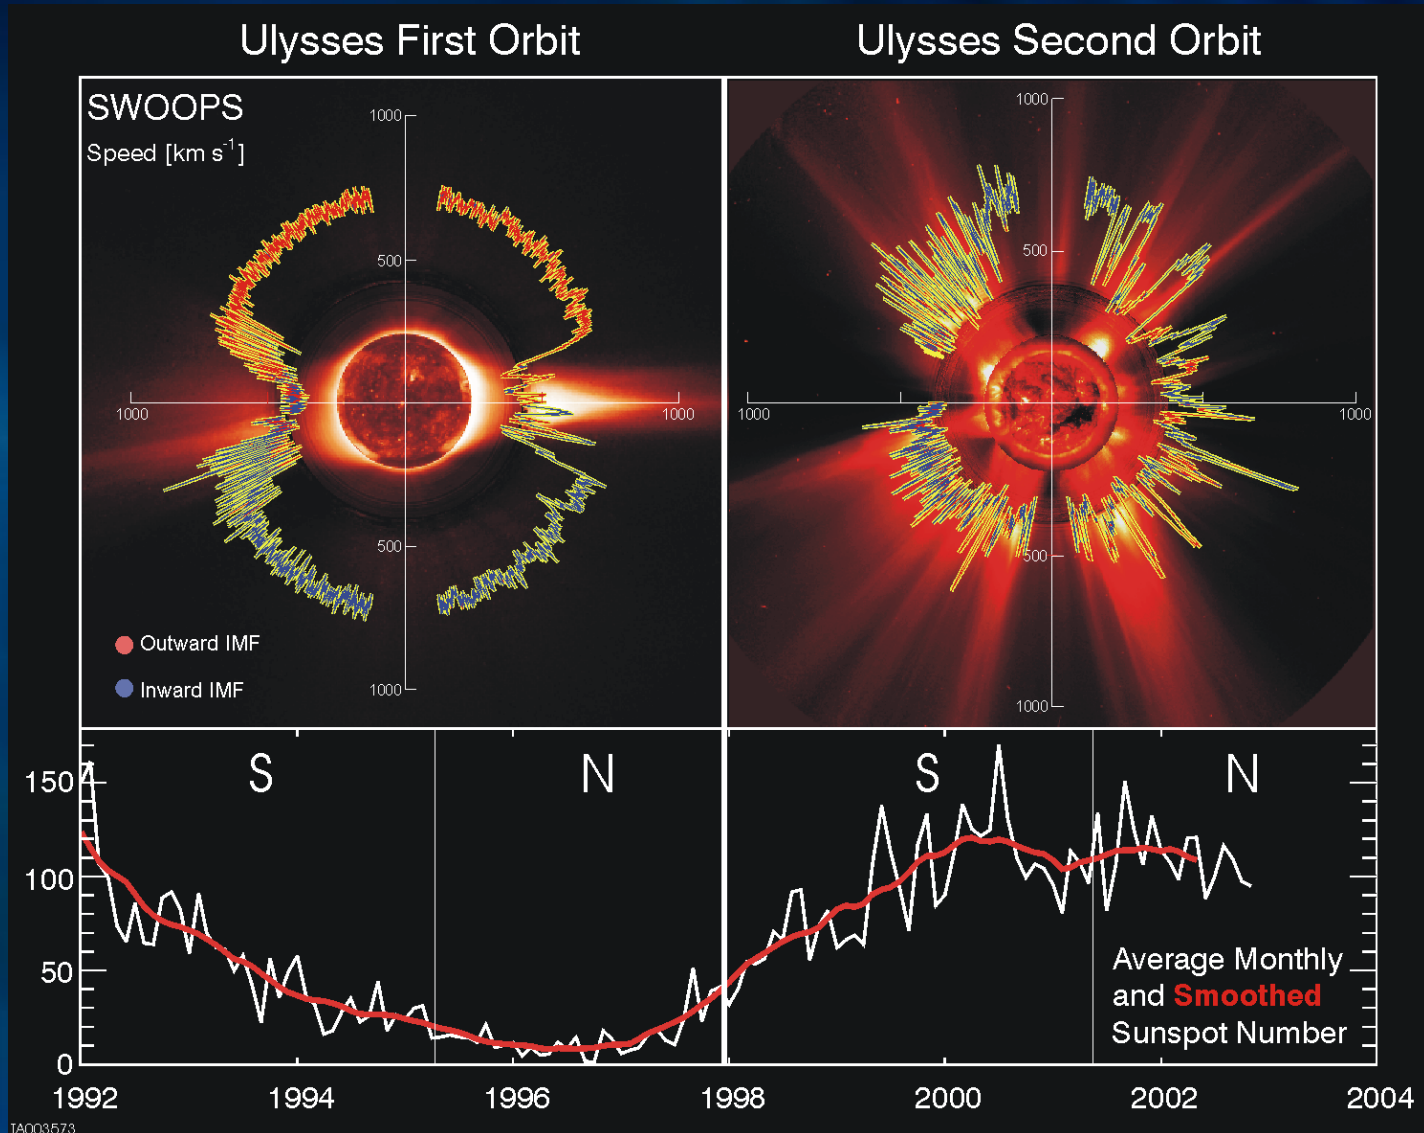 Ulysses First Orbit
Ulysses Second Orbit
SWOOPS
Speed [km s⁻¹]
1000
500
1000
1000
500
1000
Outward IMF
Inward IMF
1000
500
1000
1000
500
1000
S
N
S
N
150
100
50
0
Average Monthly
and Smoothed
Sunspot Number
1992
1994
1996
1998
2000
2002
2004
TA003573